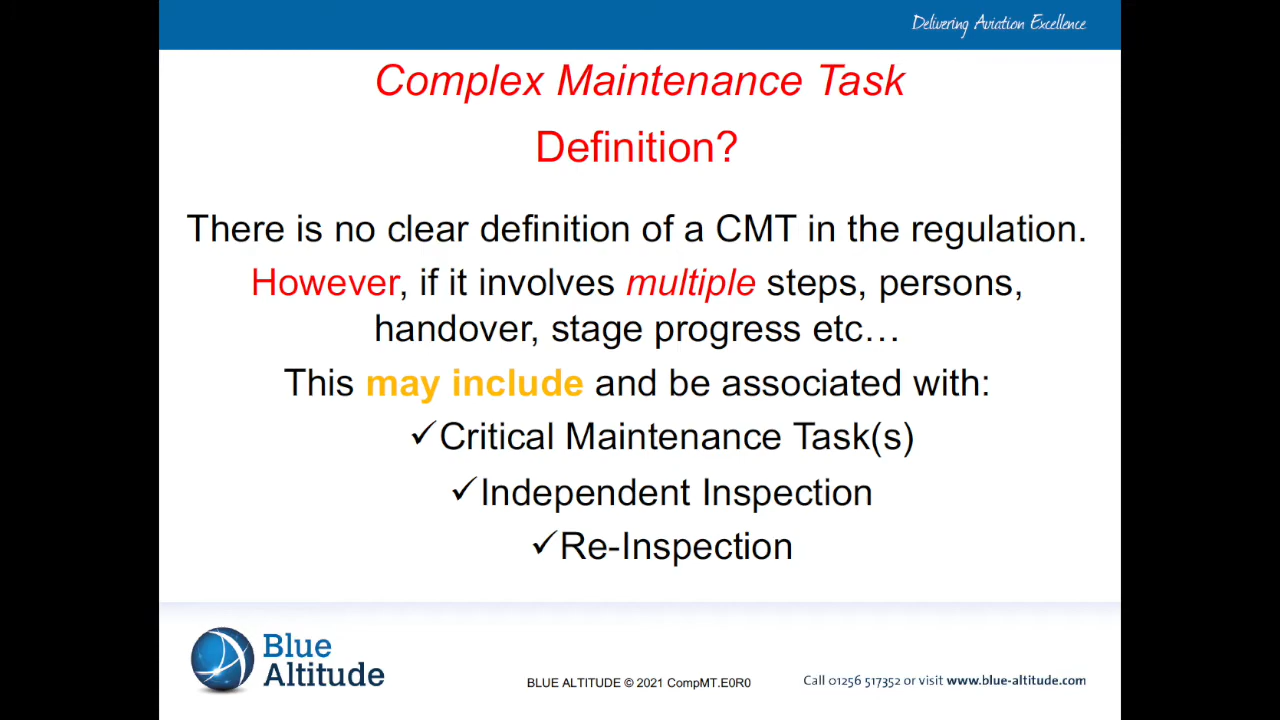 Delivering Aviation Excellence
Complex Maintenance Task
Definition?
There is no clear definition of a CMT in the regulation.
However, if it involves multiple steps, persons,
handover, stage progress etc…
This may include and be associated with:
✓Critical Maintenance Task(s)
✓Independent Inspection
✓Re-Inspection
Blue
Altitude
BLUE ALTITUDE © 2021 CompMT.E0R0
Call 01256 517352 or visit www.blue-altitude.com